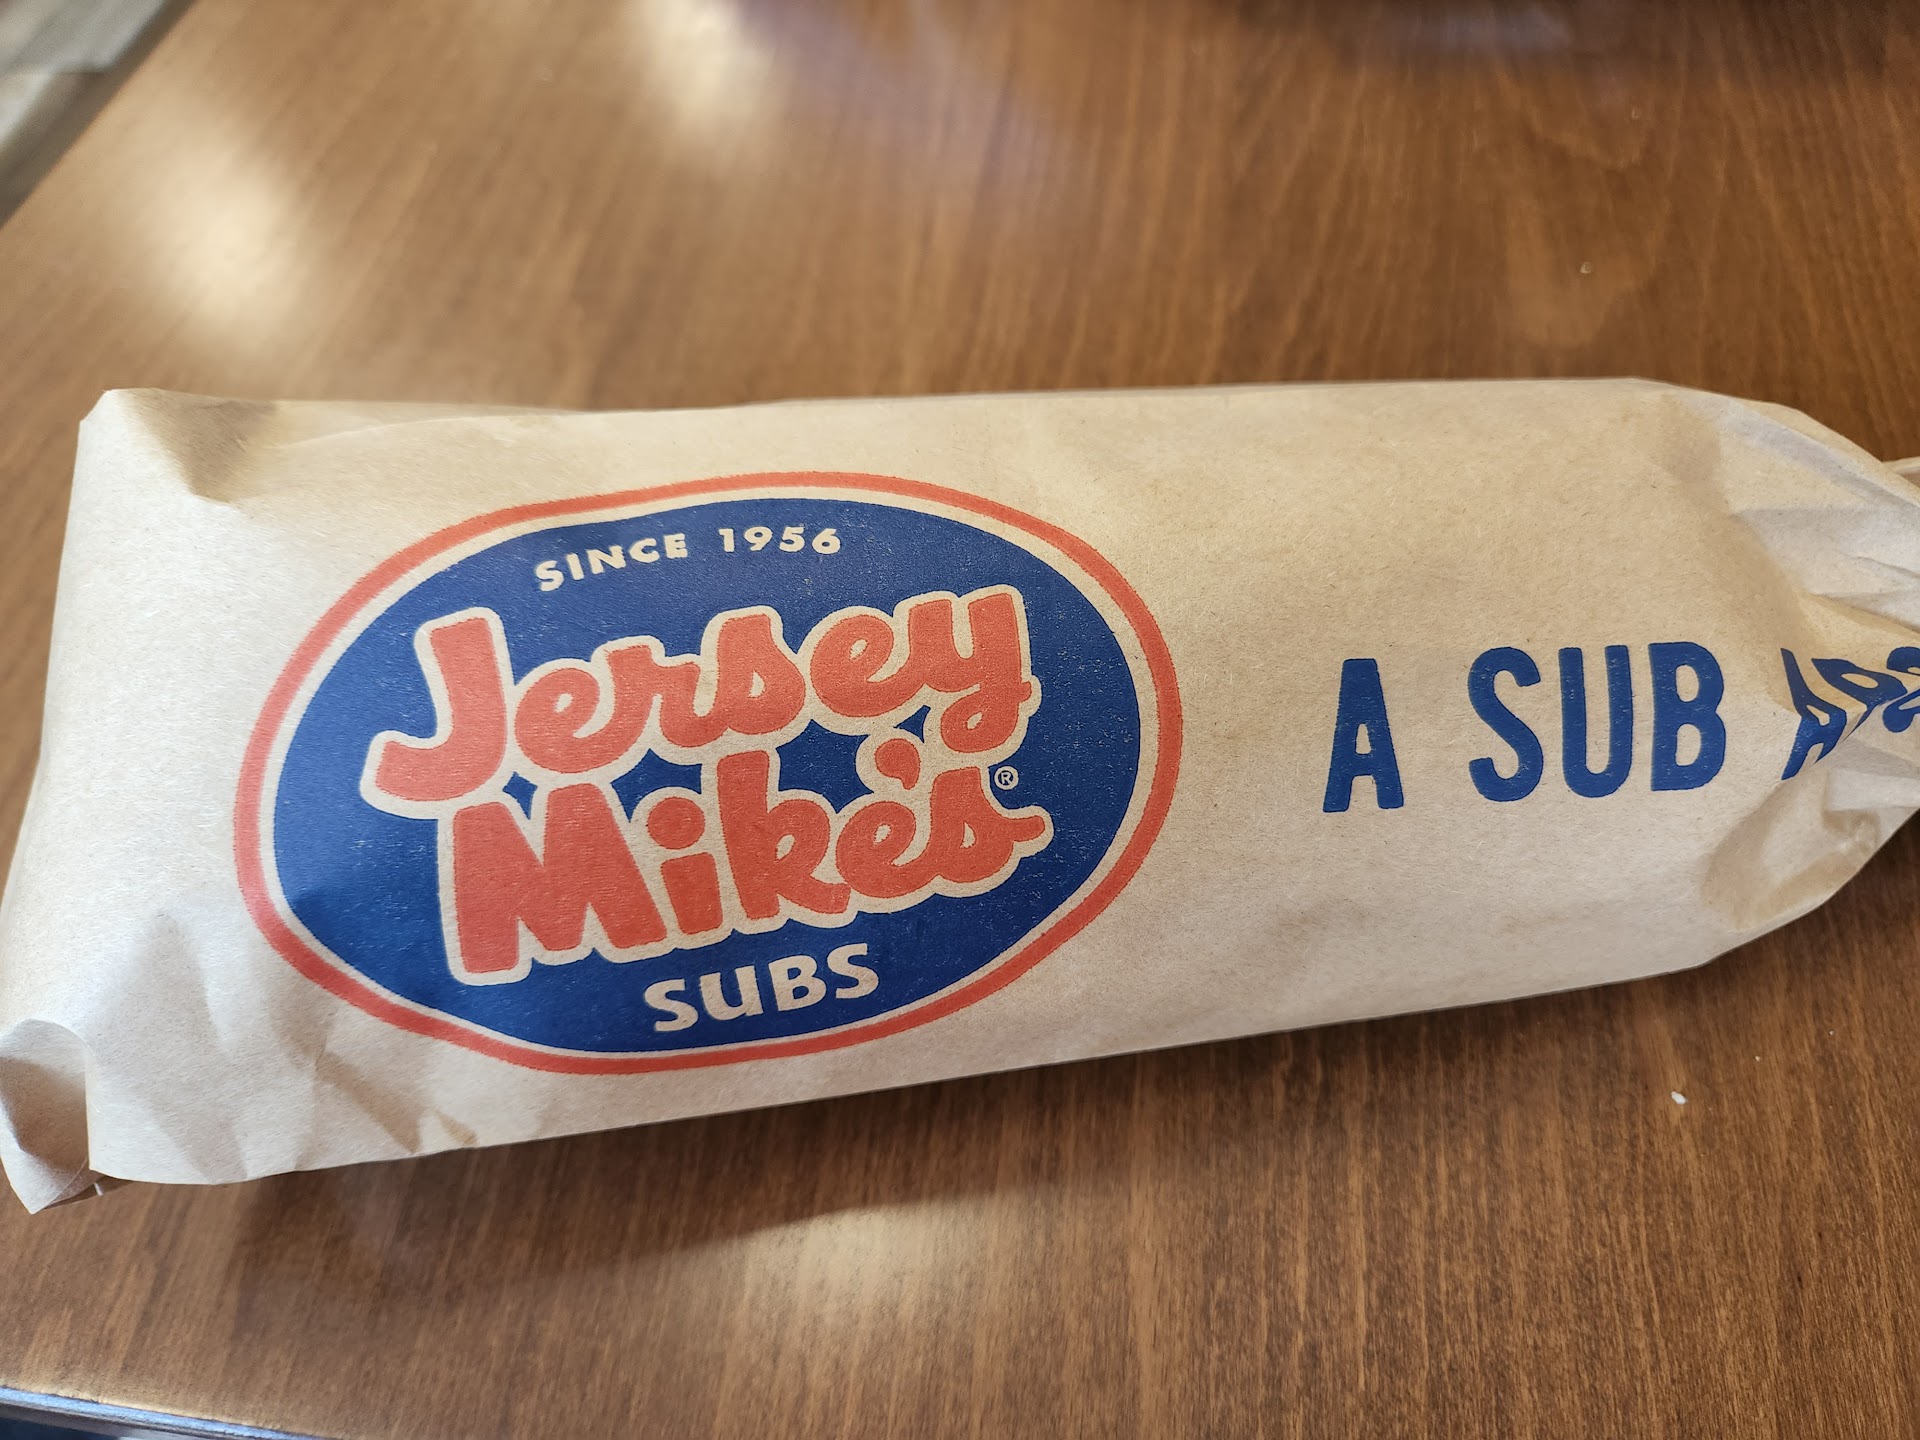 SINCE 1956
Jersey
Mike's®
SUBS
A SUB